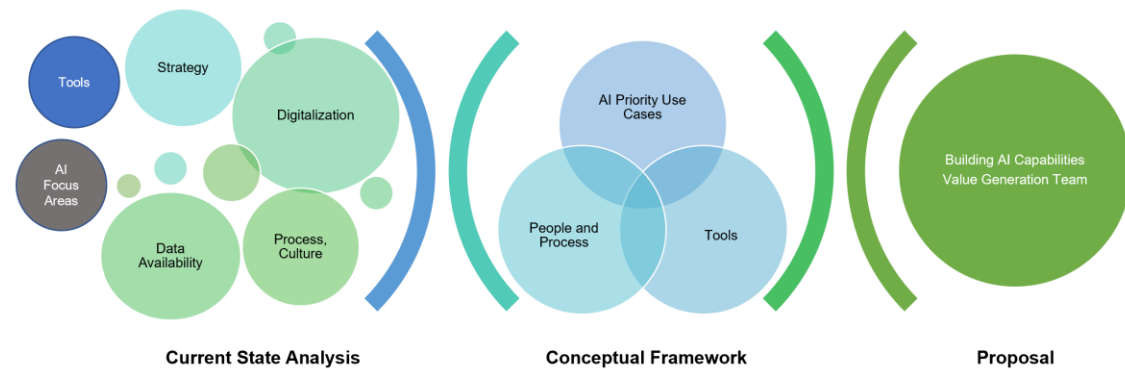 Tools
Strategy
Digitalization
AI
Focus
Areas
Data
Availability
Process,
Culture
AI Priority Use
Cases
People and
Process
Tools
Building AI Capabilities
Value Generation Team
Current State Analysis
Conceptual Framework
Proposal